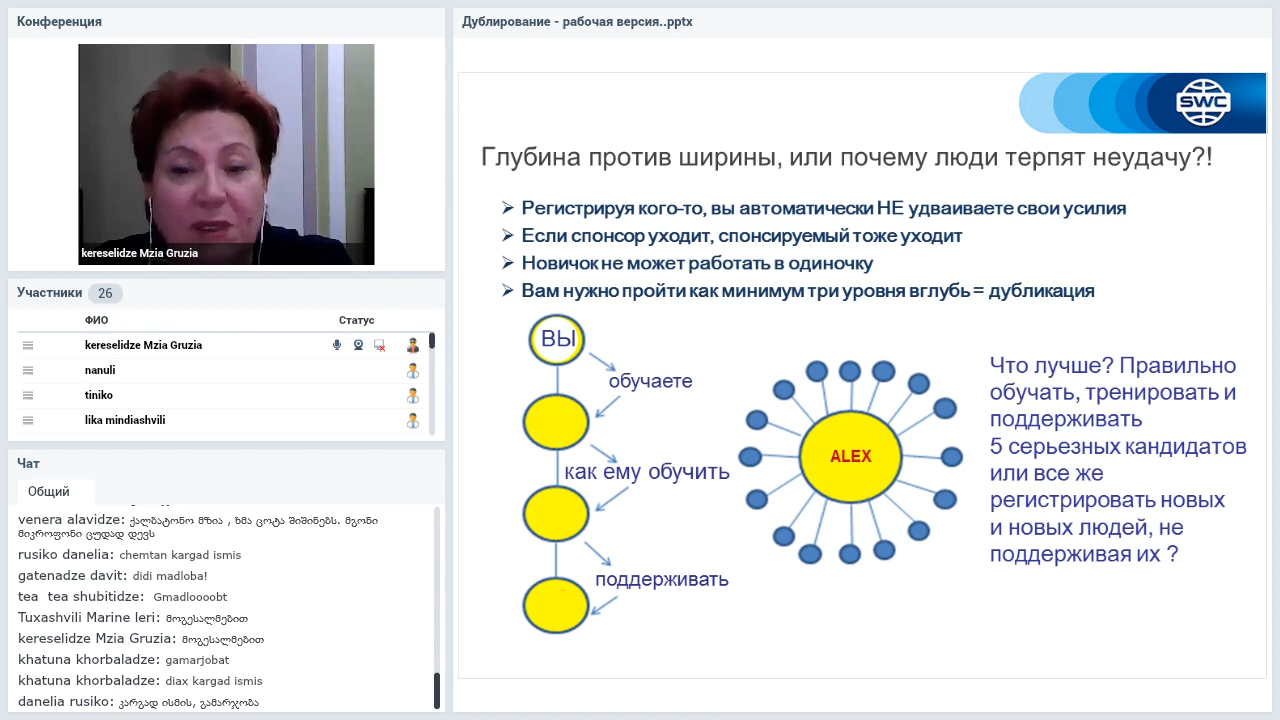 Конференция
kereselidze Mzia Gruzia
Участники 26
ФИО Статус
kereselidze Mzia Gruzia
nanuli
tiniko
lika mindiashvili
Чат
Общий
venera alavidze: ქალბატონო მზია , ხმა ცოტა შიშინებს. მგონი
მიკროფონი ცუდად დევს
rusiko danelia: chemtan kargad ismis
gatenadze davit: didi madloba!
tea tea shubitidze: Gmadloooobt
Tuxashvili Marine leri: მოგესალმებით
kereselidze Mzia Gruzia: მოგესალმებით
khatuna khorbaladze: gamarjobat
khatuna khorbaladze: diax kargad ismis
danelia rusiko: კარგად ისმის, გამარჯობა
Дублирование - рабочая версия..pptx
SWC
Глубина против ширины, или почему люди терпят неудачу?!
➢ Регистрируя кого-то, вы автоматически НЕ удваиваете свои усилия
➢ Если спонсор уходит, спонсируемый тоже уходит
➢ Новичок не может работать в одиночку
➢ Вам нужно пройти как минимум три уровня вглубь = дубликация
ВЫ
обучаете
как ему обучить
поддерживать
ALEX
Что лучше? Правильно
обучать, тренировать и
поддерживать
5 серьезных кандидатов
или все же
регистрировать новых
и новых людей, не
поддерживая их ?